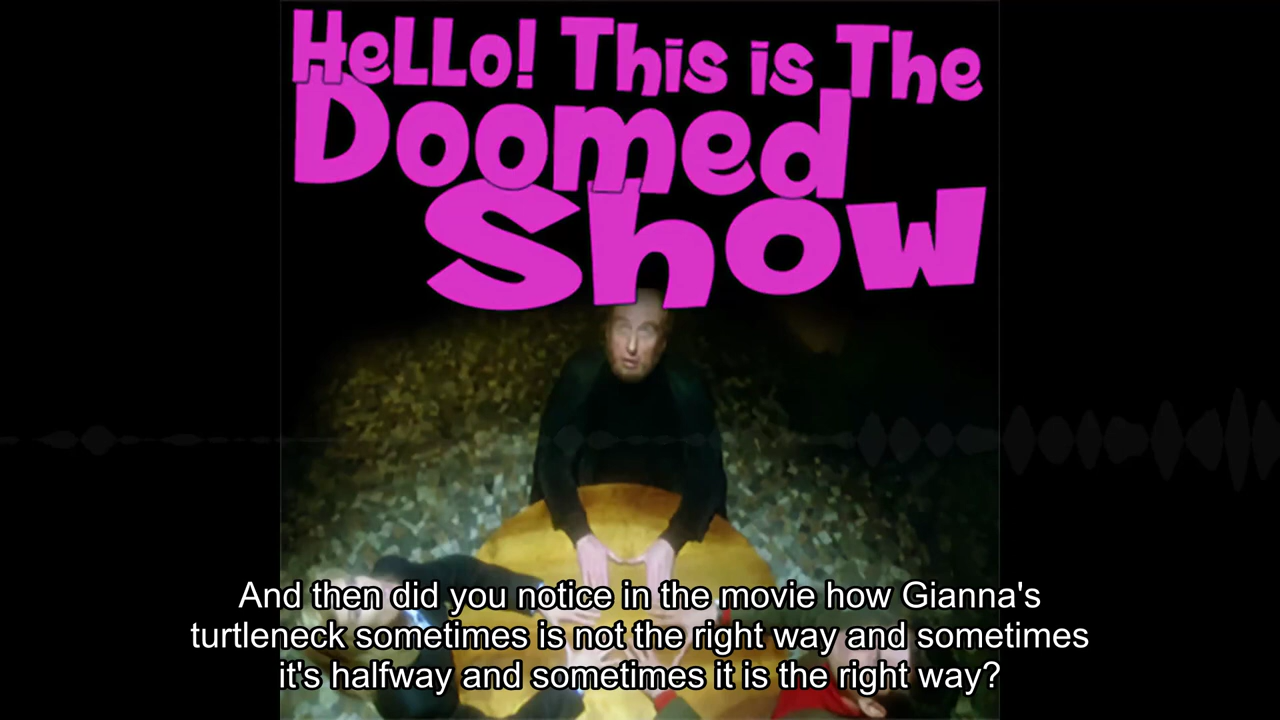 HeLLo! This is The
Doomed
Show
And then did you notice in the movie how Gianna's
turtleneck sometimes is not the right way and sometimes
it's halfway and sometimes it is the right way?